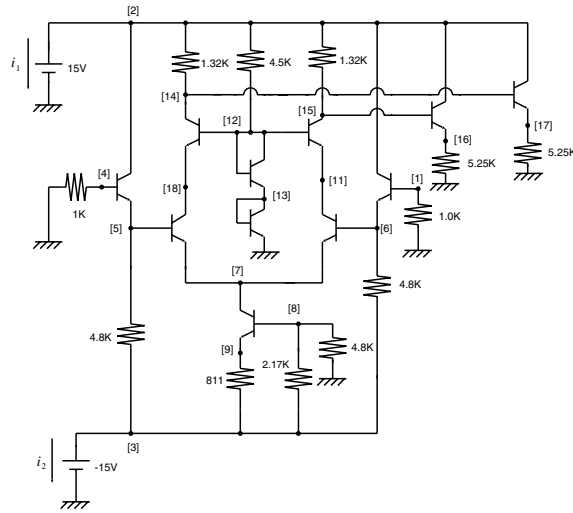 [2]
i1
15V
1.32K
4.5K
1.32K
[14]
[15]
[12]
[16]
[17]
5.25K
5.25K
[4]
[18]
[13]
[11]
[1]
1K
1.0K
[5]
[6]
[7]
4.8K
[8]
4.8K
[9]
2.17K
4.8K
811
[3]
i2
-15V